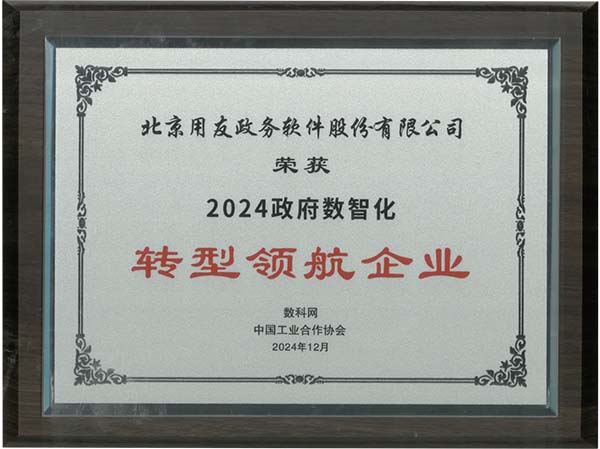 北京用友政务软件股份有限公司
荣获
2024政府数智化
转型领航企业
数科网
中国工业合作协会
2024年12月